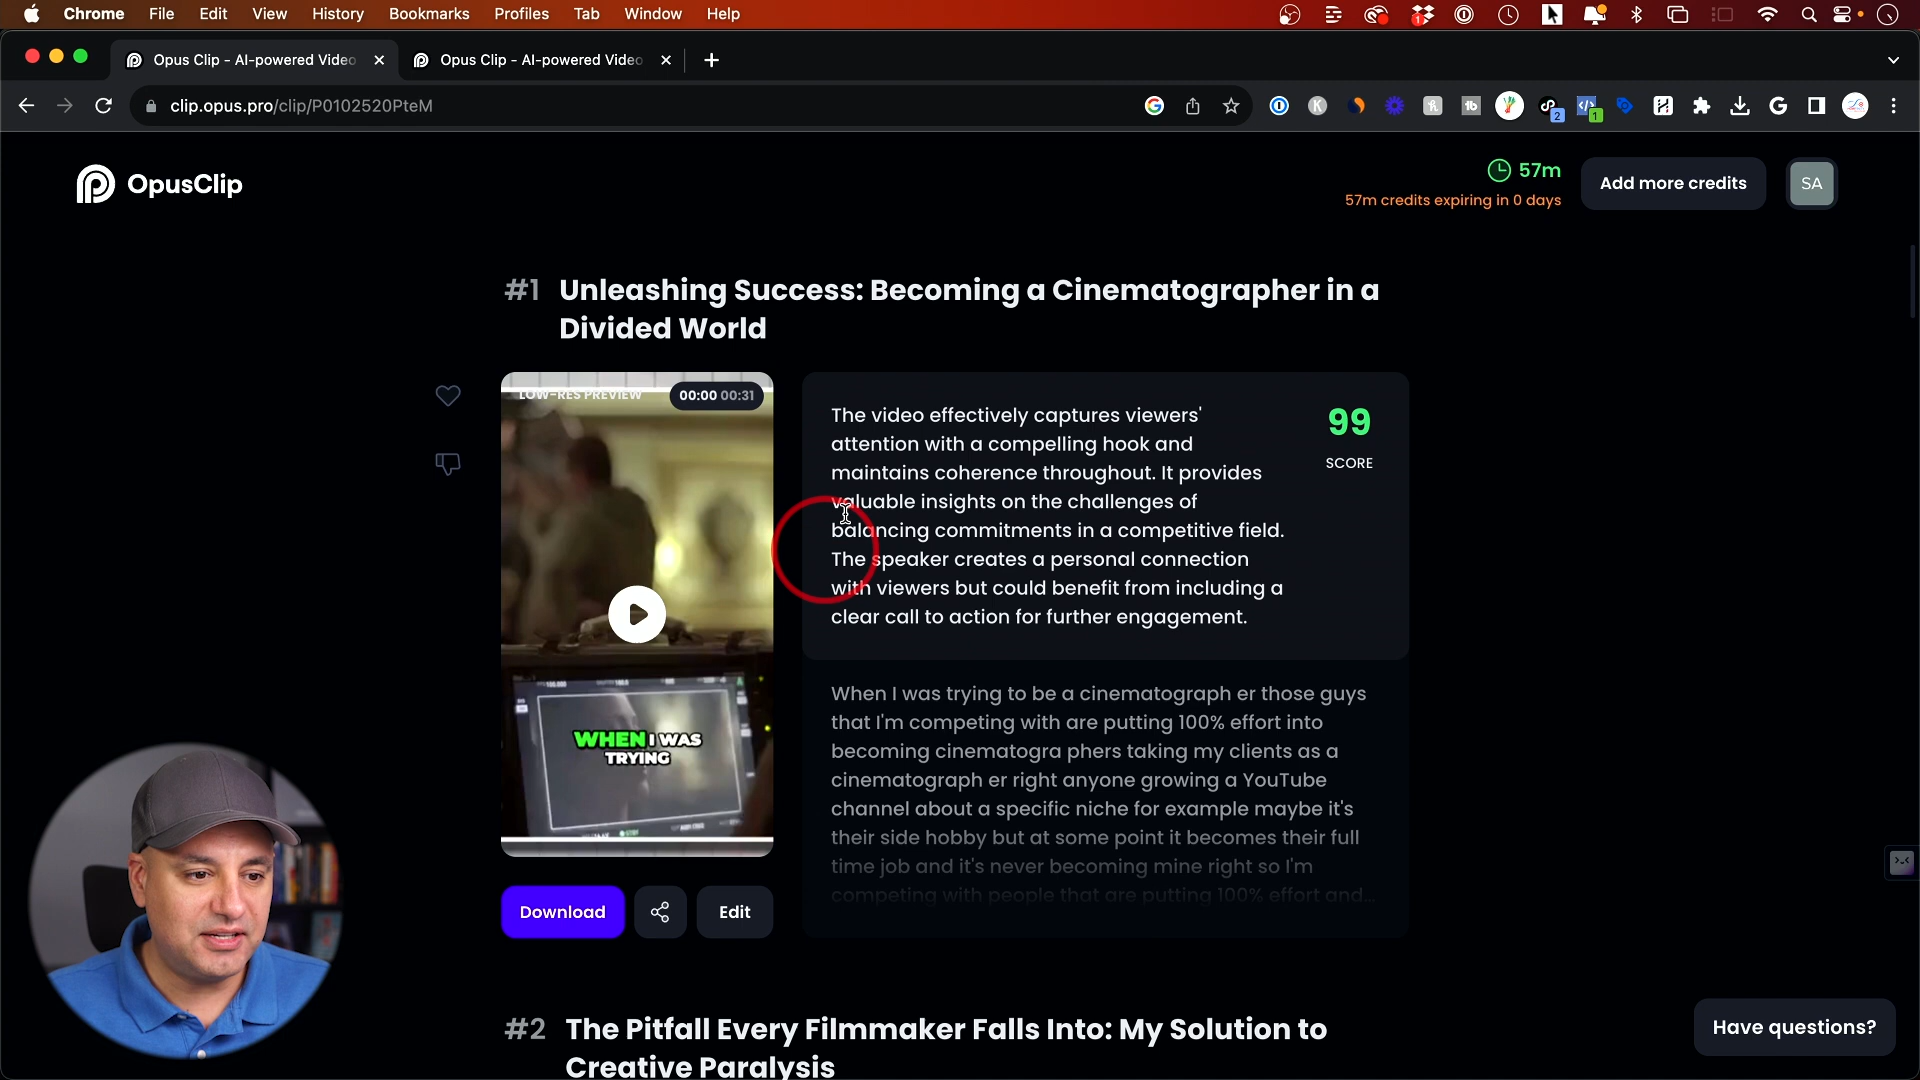 Chrome File Edit View History Bookmarks Profiles Tab Window Help
Opus Clip - AI-powered Video
Opus Clip - AI-powered Video
clip.opus.pro/clip/P0102520PteM
OpusClip
57m
57m credits expiring in 0 days
Add more credits
SA
#1 Unleashing Success: Becoming a Cinematographer in a
Divided World
LOW-RES PREVIEW
00:00 00:31
WHEN I WAS
TRYING
The video effectively captures viewers'
attention with a compelling hook and
maintains coherence throughout. It provides
valuable insights on the challenges of
balancing commitments in a competitive field.
The speaker creates a personal connection
with viewers but could benefit from including a
clear call to action for further engagement.
99
SCORE
When I was trying to be a cinematograph er those guys
that I'm competing with are putting 100% effort into
becoming cinematogra phers taking my clients as a
cinematograph er right anyone growing a YouTube
channel about a specific niche for example maybe it's
their side hobby but at some point it becomes their full
time job and it's never becoming mine right so I'm
competing with people that are putting 100% effort and...
Download
Edit
#2 The Pitfall Every Filmmaker Falls Into: My Solution to
Creative Paralysis
Have questions?